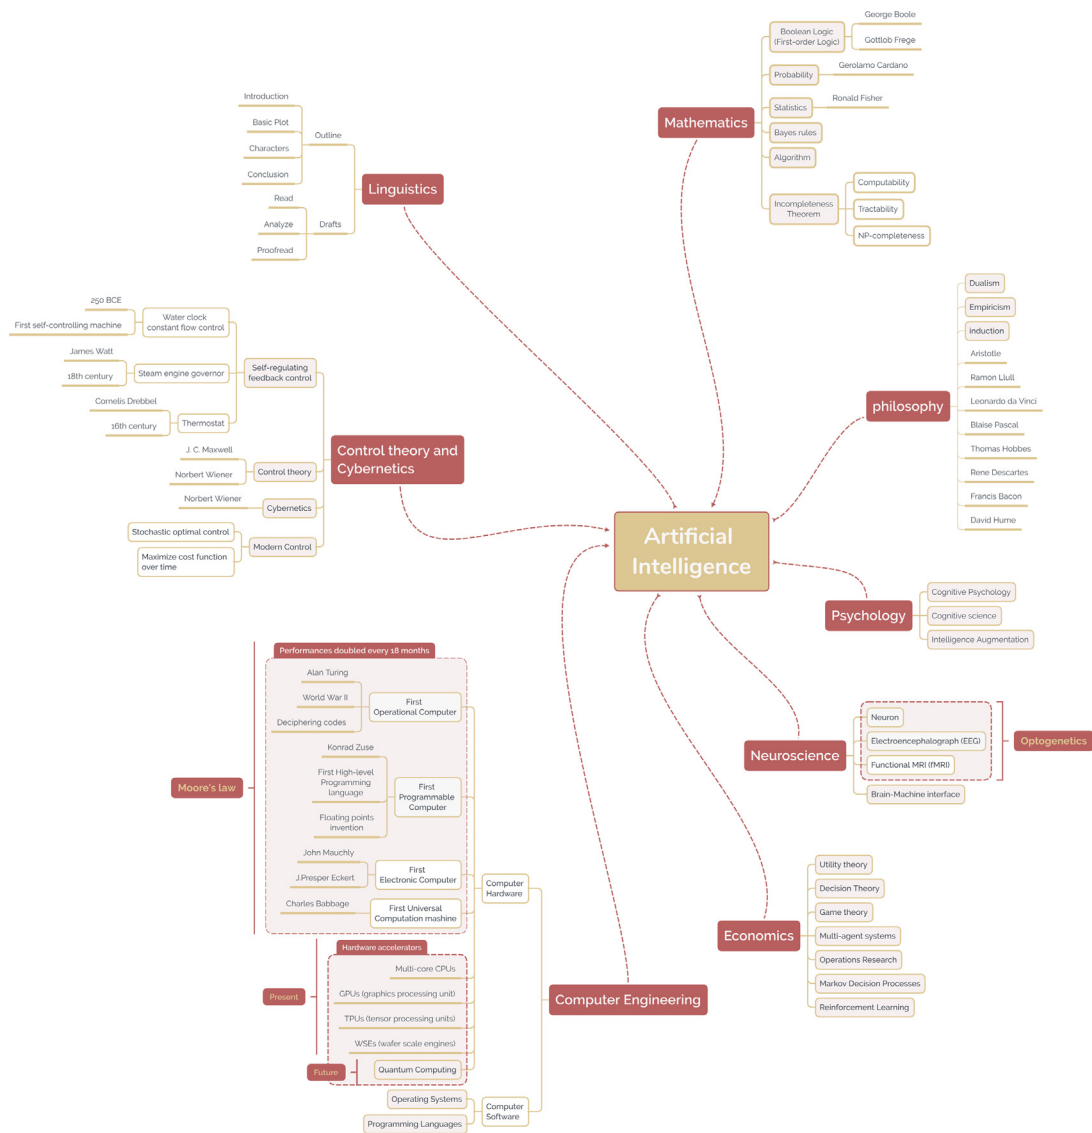 Artificial
Intelligence
Mathematics
Boolean Logic
(First-order Logic)
George Boole
Gottlob Frege
Probability
Gerolamo Cardano
Statistics
Ronald Fisher
Bayes rules
Algorithm
Incompleteness
Theorem
Computability
Tractability
NP-completeness
philosophy
Dualism
Empiricism
induction
Aristotle
Ramon Llull
Leonardo da Vinci
Blaise Pascal
Thomas Hobbes
Rene Descartes
Francis Bacon
David Hume
Psychology
Cognitive Psychology
Cognitive science
Intelligence Augmentation
Neuroscience
Neuron
Electroencephalograph (EEG)
Functional MRI (fMRI)
Brain-Machine interface
Optogenetics
Economics
Utility theory
Decision Theory
Game theory
Multi-agent systems
Operations Research
Markov Decision Processes
Reinforcement Learning
Linguistics
Outline
Introduction
Basic Plot
Characters
Conclusion
Drafts
Read
Analyze
Proofread
Control theory and
Cybernetics
Self-regulating
feedback control
Water clock
constant flow control
250 BCE
First self-controlling machine
Steam engine governor
James Watt
18th century
Thermostat
Cornelis Drebbel
16th century
Control theory
J. C. Maxwell
Norbert Wiener
Cybernetics
Norbert Wiener
Modern Control
Stochastic optimal control
Maximize cost function
over time
Computer Engineering
Computer
Hardware
Performances doubled every 18 months
Moore's law
First
Operational Computer
Alan Turing
World War II
Deciphering codes
First
Programmable
Computer
Konrad Zuse
First High-level
Programming
language
Floating points
invention
First
Electronic Computer
John Mauchly
J.Presper Eckert
First Universal
Computation mashine
Charles Babbage
Hardware accelerators
Present
Multi-core CPUs
GPUs (graphics processing unit)
TPUs (tensor processing units)
WSEs (wafer scale engines)
Future
Quantum Computing
Computer
Software
Operating Systems
Programming Languages